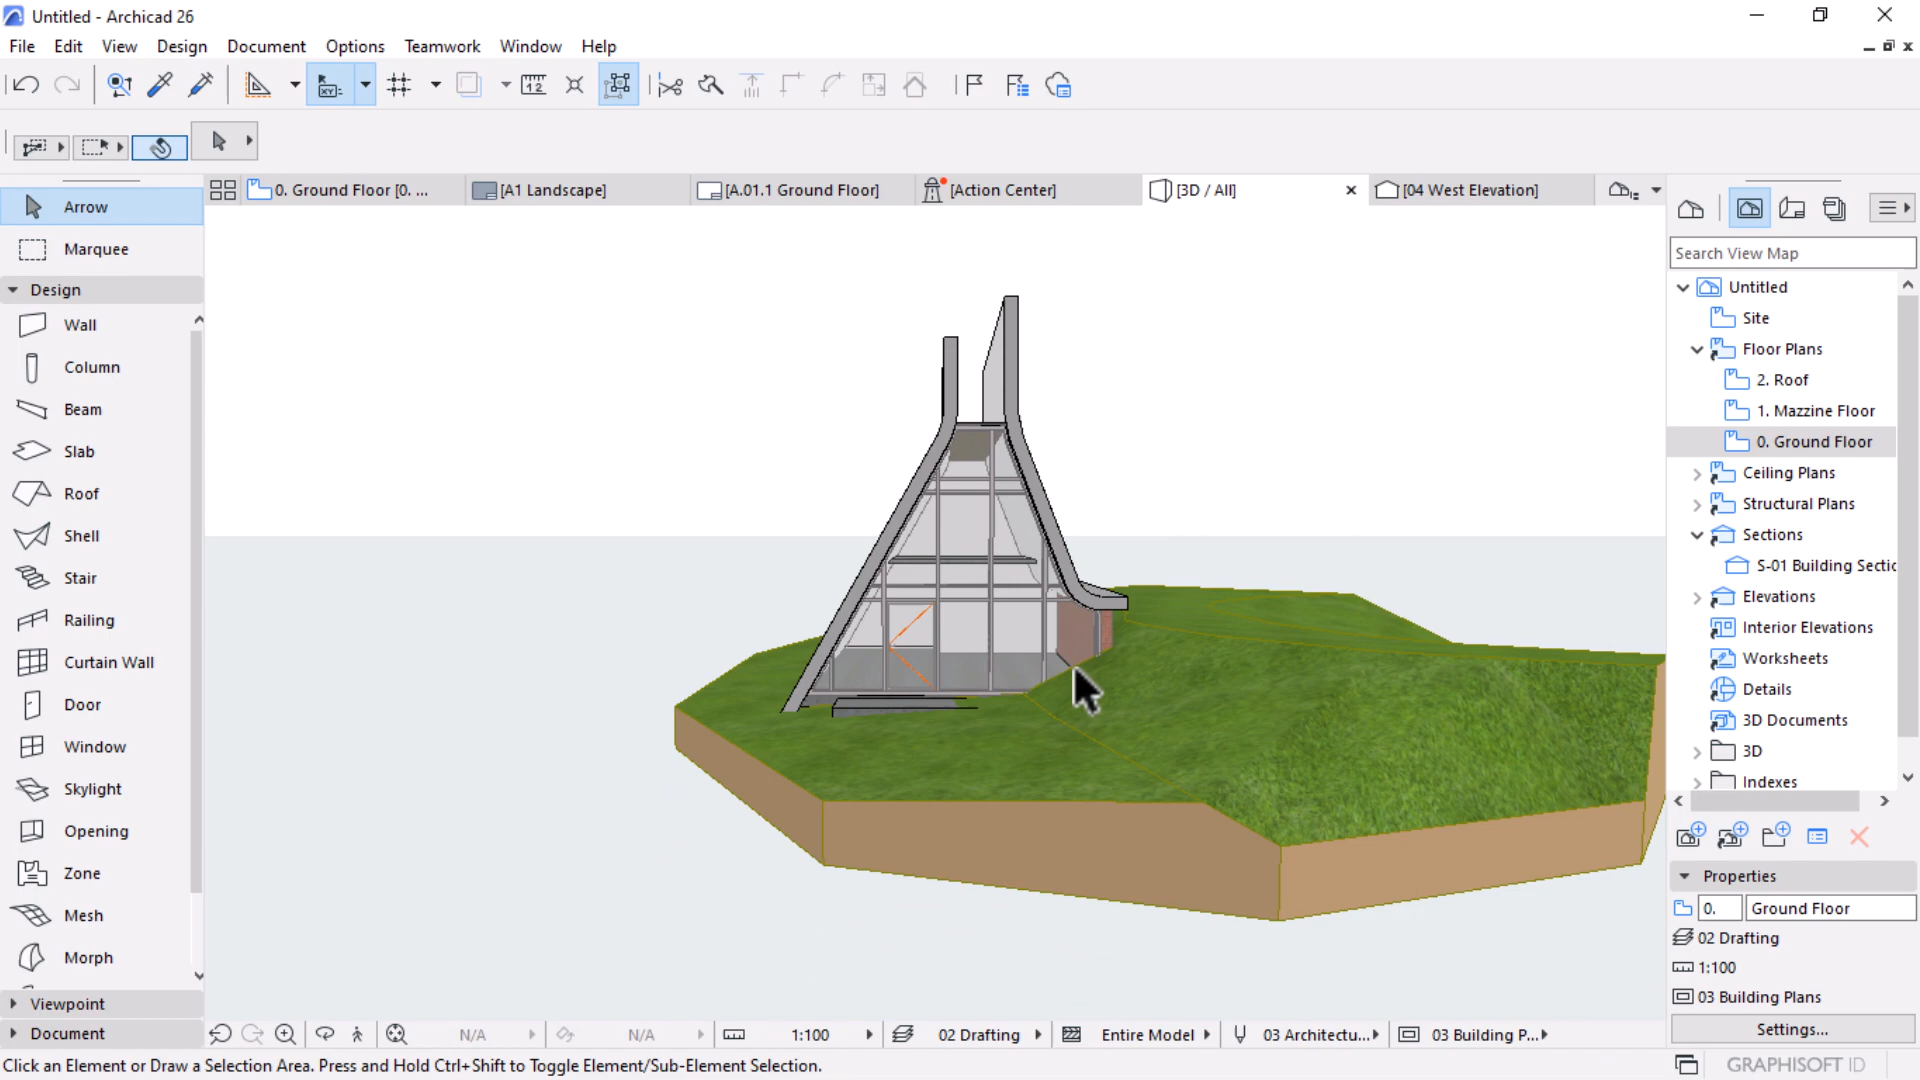 Untitled - Archicad 26
File Edit View Design Document Options Teamwork Window Help
0. Ground Floor [0. ... [A1 Landscape] [A.01.1 Ground Floor] [Action Center] [3D / All] [04 West Elevation]
Arrow
Marquee
Design
Wall
Column
Beam
Slab
Roof
Shell
Stair
Railing
Curtain Wall
Door
Window
Skylight
Opening
Zone
Mesh
Morph
Viewpoint
Document
Search View Map
Untitled
Site
Floor Plans
2. Roof
1. Mazzine Floor
0. Ground Floor
Ceiling Plans
Structural Plans
Sections
S-01 Building Sectic
Elevations
Interior Elevations
Worksheets
Details
3D Documents
3D
Indexes
Properties
0. Ground Floor
02 Drafting
1:100
03 Building Plans
Settings...
N/A N/A 1:100 02 Drafting Entire Model 03 Architectu... 03 Building P...
Click an Element or Draw a Selection Area. Press and Hold Ctrl+Shift to Toggle Element/Sub-Element Selection.
GRAPHISOFT ID